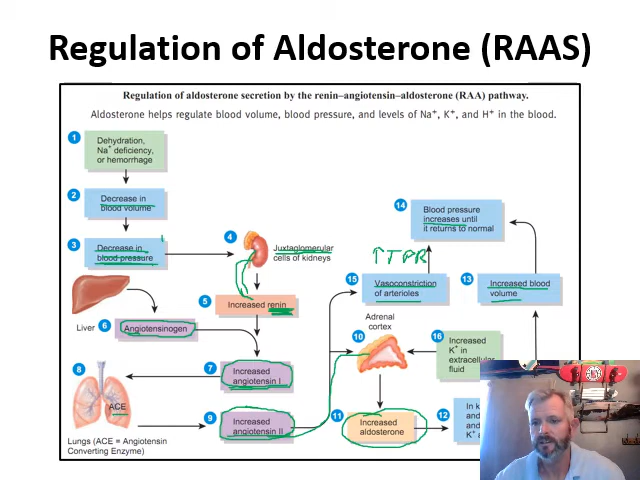 Regulation of Aldosterone (RAAS)
Regulation of aldosterone secretion by the renin–angiotensin–aldosterone (RAA) pathway.
Aldosterone helps regulate blood volume, blood pressure, and levels of Na⁺, K⁺, and H⁺ in the blood.
1
Dehydration,
Na⁺ deficiency,
or hemorrhage
2
Decrease in
blood volume
3
Decrease in
blood pressure
4
Juxtaglomerular
cells of kidneys
5
Increased renin
Liver
6
Angiotensinogen
7
Increased
angiotensin I
8
ACE
Lungs (ACE = Angiotensin
Converting Enzyme)
9
Increased
angiotensin II
Adrenal
cortex
10
11
Increased
aldosterone
12
In k
and
and
K⁺
13
Increased blood
volume
14
Blood pressure
increases until
it returns to normal
↑TPR
15
Vasoconstriction
of arterioles
16
Increased
K⁺ in
extracellular
fluid